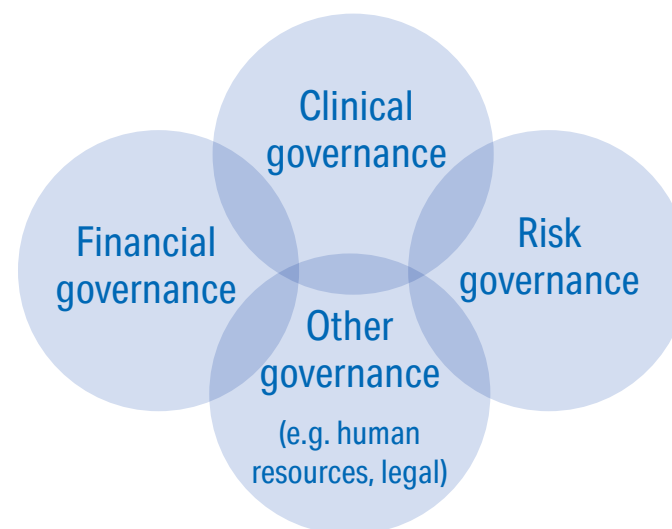 Clinical
governance
Financial
governance
Risk
governance
Other
governance
(e.g. human
resources, legal)